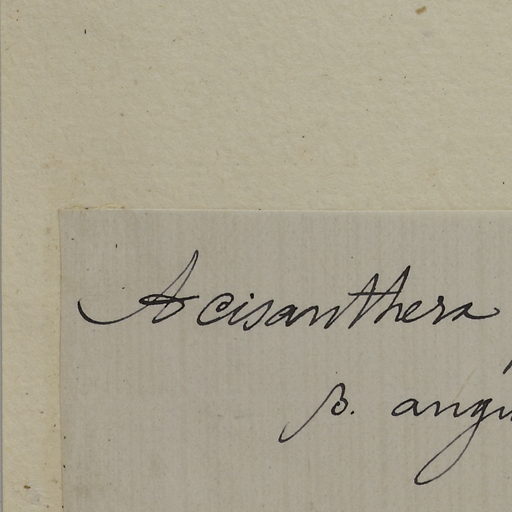 Acisanthera
β. angu